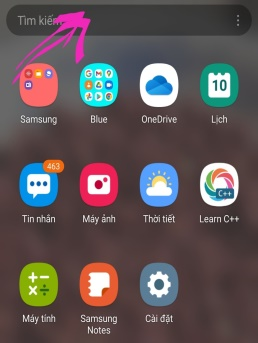 Tìm kiếm
Samsung
Blue
OneDrive
10
Lịch
463
Tin nhắn
Máy ảnh
Thời tiết
C++
Learn C++
Máy tính
Samsung
Notes
Cài đặt